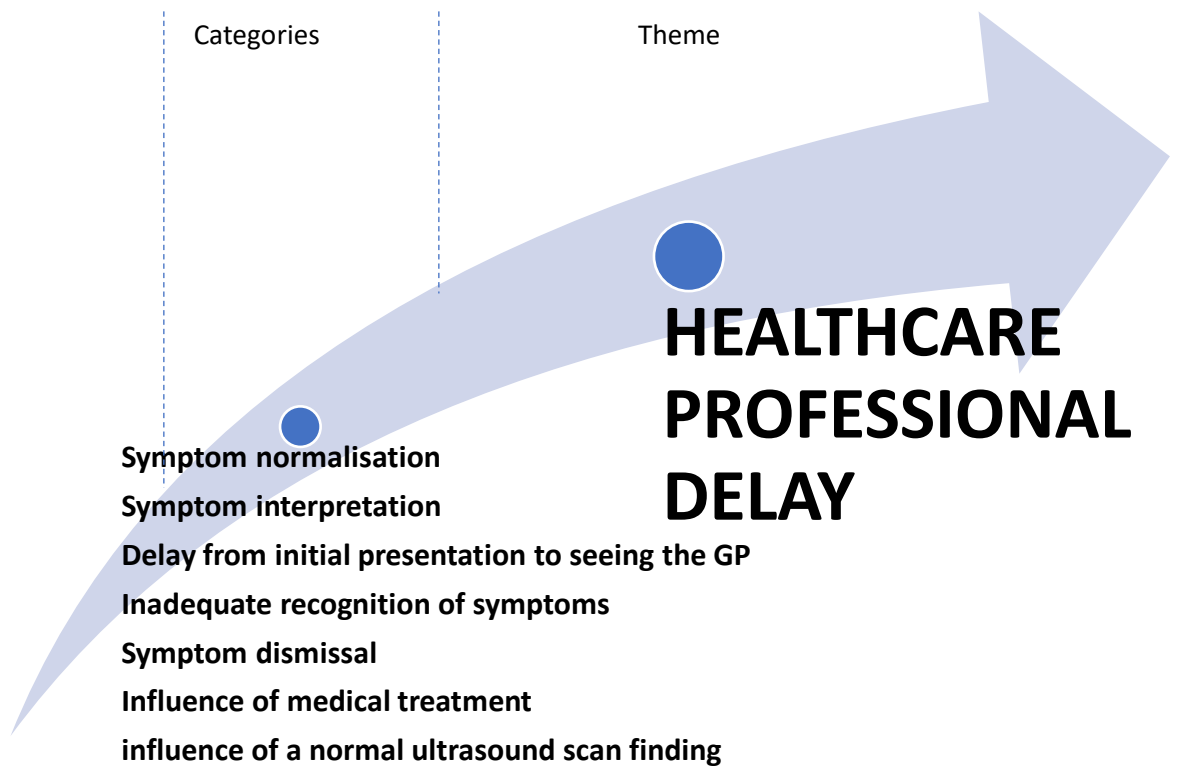 Categories
Theme
HEALTHCARE
PROFESSIONAL
DELAY
Symptom normalisation
Symptom interpretation
Delay from initial presentation to seeing the GP
Inadequate recognition of symptoms
Symptom dismissal
Influence of medical treatment
influence of a normal ultrasound scan finding